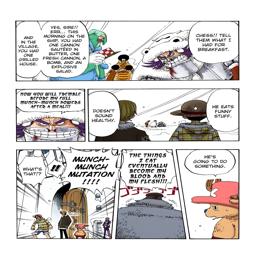 CHESS!! TELL
THEM WHAT I
HAD FOR
BREAKFAST.
YES, SIRE!!
ERR... THIS
MORNING ON
THE SHIP, YOU
HAD ONE CANNON
SAUTÉED IN
BUTTER, ONE
FRESH CANNON, A
BOMB, AND AN
EXPLOSIVE
SALAD.
AND IN
THE VILLAGE,
YOU HAD
ONE
GRILLED
HOUSE.
HE EATS
FUNNY
STUFF.
DOESN'T
SOUND
HEALTHY.
NOW YOU WILL TREMBLE
BEFORE MY FULL
MUNCH-MUNCH POWERS
AFTER A MEAL!!
HE'S
GOING TO DO
SOMETHING.
THE THINGS
I EAT
EVENTUALLY
BECOME MY
BLOOD AND
MY FLESH!!
MUNCH-
MUNCH
MUTATION
!!!!
WHAT'S
THAT!?